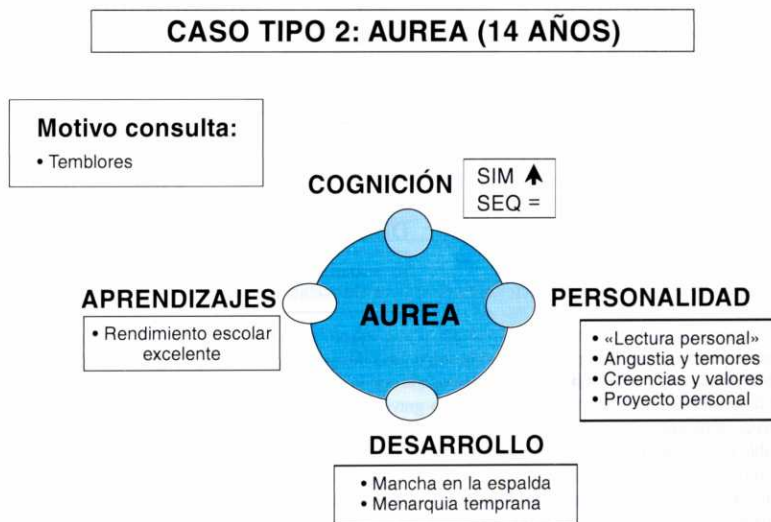 CASO TIPO 2: AUREA (14 AÑOS)
Motivo consulta:
• Temblores
COGNICIÓN
SIM ↑
SEQ =
APRENDIZAJES
• Rendimiento escolar
excelente
AUREA
PERSONALIDAD
• «Lectura personal»
• Angustia y temores
• Creencias y valores
• Proyecto personal
DESARROLLO
• Mancha en la espalda
• Menarquia temprana